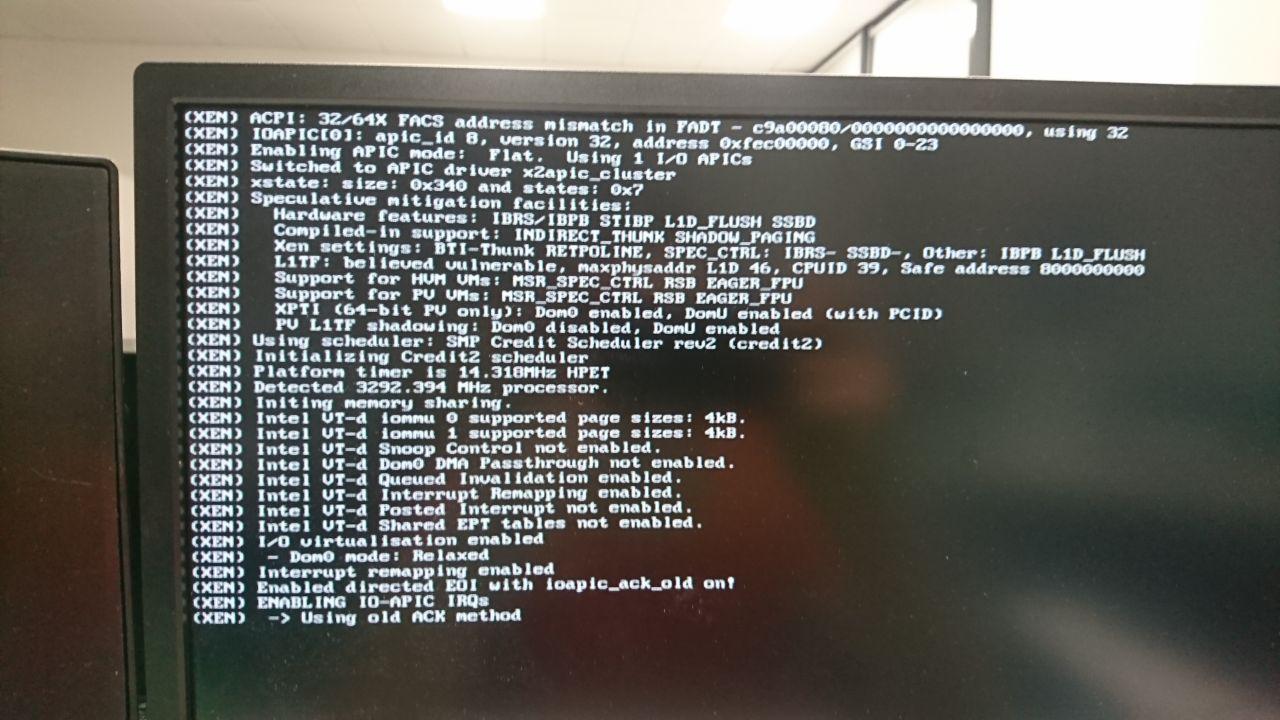 (XEN) ACPI: 32/64X FACS address mismatch in FADT - c9a00080/0000000000000000, using 32
(XEN) IOAPIC[0]: apic_id 8, version 32, address 0xfec00000, GSI 0-23
(XEN) Enabling APIC mode:  Flat.  Using 1 I/O APICs
(XEN) Switched to APIC driver x2apic_cluster
(XEN) xstate: size: 0x340 and states: 0x7
(XEN) Speculative mitigation facilities:
(XEN)   Hardware features: IBRS/IBPB STIBP L1D_FLUSH SSBD
(XEN)   Compiled-in support: INDIRECT_THUNK SHADOW_PAGING
(XEN)   Xen settings: BTI-Thunk RETPOLINE, SPEC_CTRL: IBRS- SSBD-, Other: IBPB L1D_FLUSH
(XEN)   L1TF: believed vulnerable, maxphysaddr L1D 46, CPUID 39, Safe address 8000000000
(XEN)   Support for HVM VMs: MSR_SPEC_CTRL RSB EAGER_FPU
(XEN)   Support for PV VMs: MSR_SPEC_CTRL RSB EAGER_FPU
(XEN)   XPTI (64-bit PV only): Dom0 enabled, DomU enabled (with PCID)
(XEN)   PV L1TF shadowing: Dom0 disabled, DomU enabled
(XEN) Using scheduler: SMP Credit Scheduler rev2 (credit2)
(XEN) Initializing Credit2 scheduler
(XEN) Platform timer is 14.318MHz HPET
(XEN) Detected 3292.394 MHz processor.
(XEN) Initing memory sharing.
(XEN) Intel VT-d iommu 0 supported page sizes: 4kB.
(XEN) Intel VT-d iommu 1 supported page sizes: 4kB.
(XEN) Intel VT-d Snoop Control not enabled.
(XEN) Intel VT-d Dom0 DMA Passthrough not enabled.
(XEN) Intel VT-d Queued Invalidation enabled.
(XEN) Intel VT-d Interrupt Remapping enabled.
(XEN) Intel VT-d Posted Interrupt not enabled.
(XEN) Intel VT-d Shared EPT tables not enabled.
(XEN) I/O virtualisation enabled
(XEN)  - Dom0 mode: Relaxed
(XEN) Interrupt remapping enabled
(XEN) Enabled directed EOI with ioapic_ack_old on!
(XEN) ENABLING IO-APIC IRQs
(XEN)  -> Using old ACK method